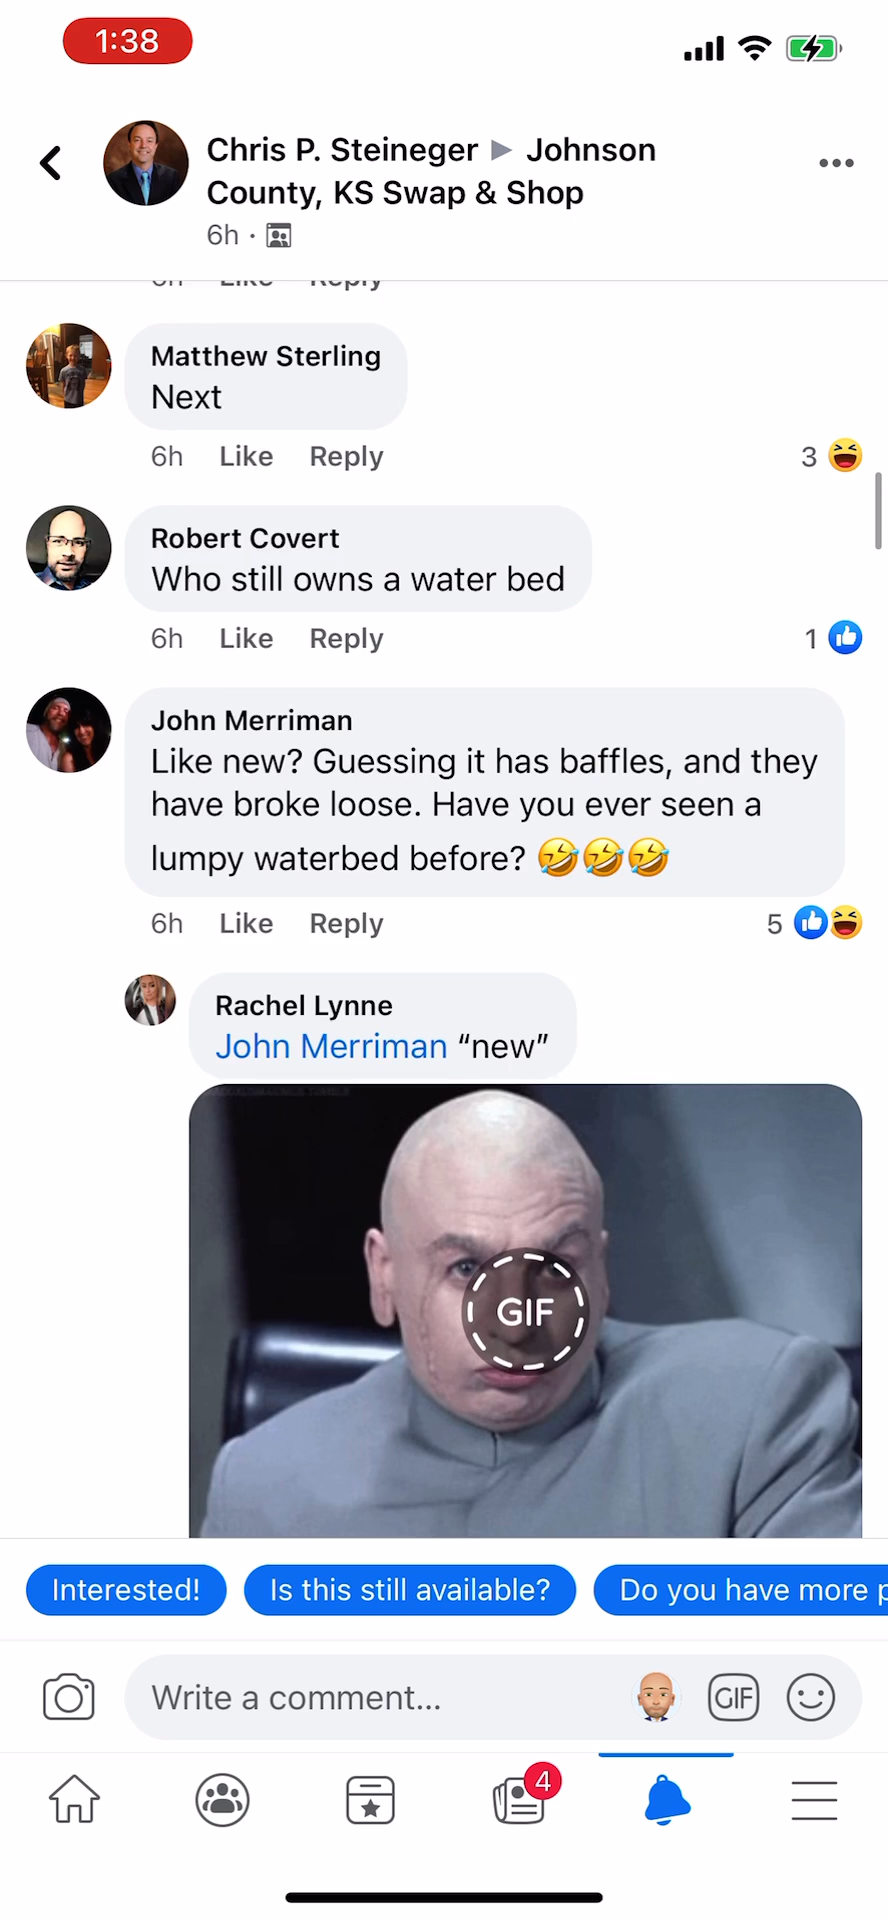 1:38
Chris P. Steineger ▶ Johnson
County, KS Swap & Shop
6h ·
6h Like Reply
Matthew Sterling
Next
6h Like Reply 3
Robert Covert
Who still owns a water bed
6h Like Reply 1
John Merriman
Like new? Guessing it has baffles, and they
have broke loose. Have you ever seen a
lumpy waterbed before? 🤣🤣🤣
6h Like Reply 5
Rachel Lynne
John Merriman “new”
GIF
Interested! Is this still available? Do you have more p
Write a comment... GIF
4